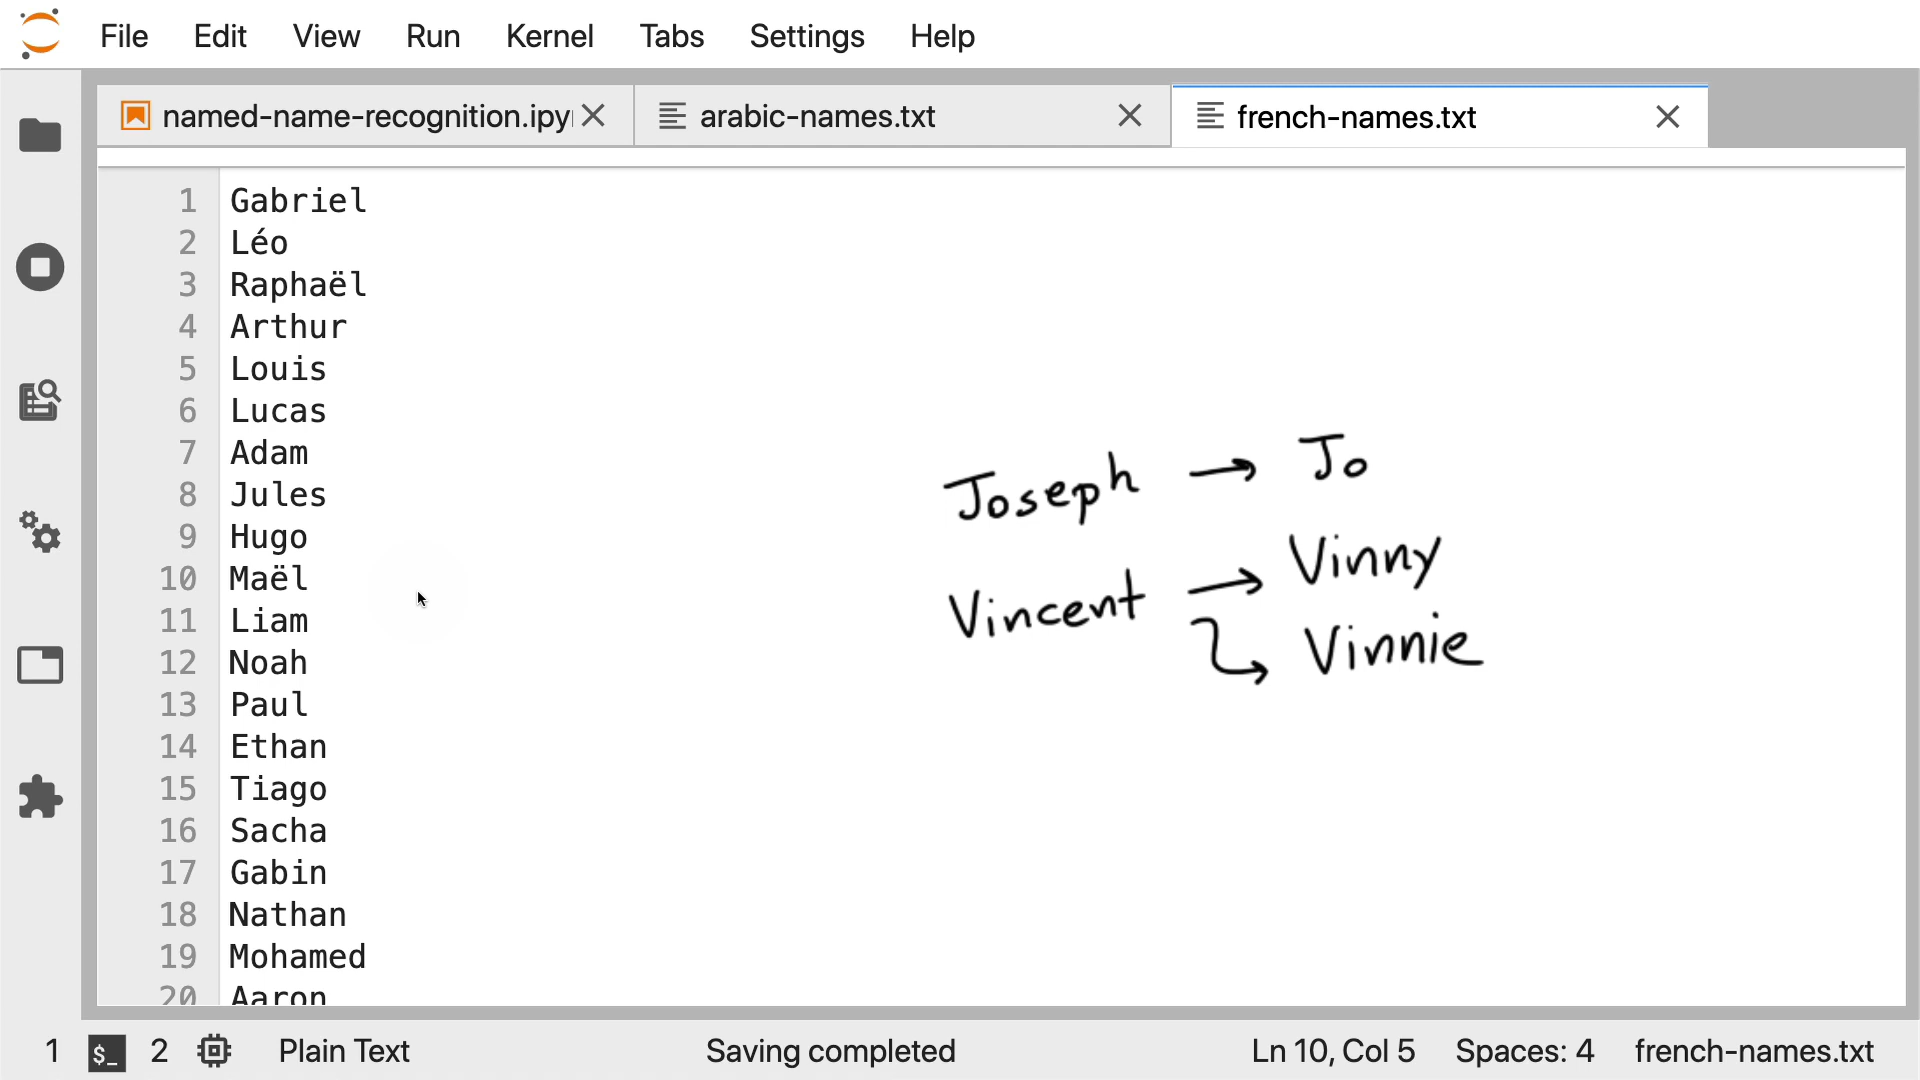 File Edit View Run Kernel Tabs Settings Help
named-name-recognition.ipy arabic-names.txt french-names.txt
1 Gabriel
2 Léo
3 Raphaël
4 Arthur
5 Louis
6 Lucas
7 Adam
8 Jules
9 Hugo
10 Maël
11 Liam
12 Noah
13 Paul
14 Ethan
15 Tiago
16 Sacha
17 Gabin
18 Nathan
19 Mohamed
20 Aaron
Joseph → Jo
Vincent → Vinny
→ Vinnie
1 $_ 2 Plain Text Saving completed Ln 10, Col 5 Spaces: 4 french-names.txt